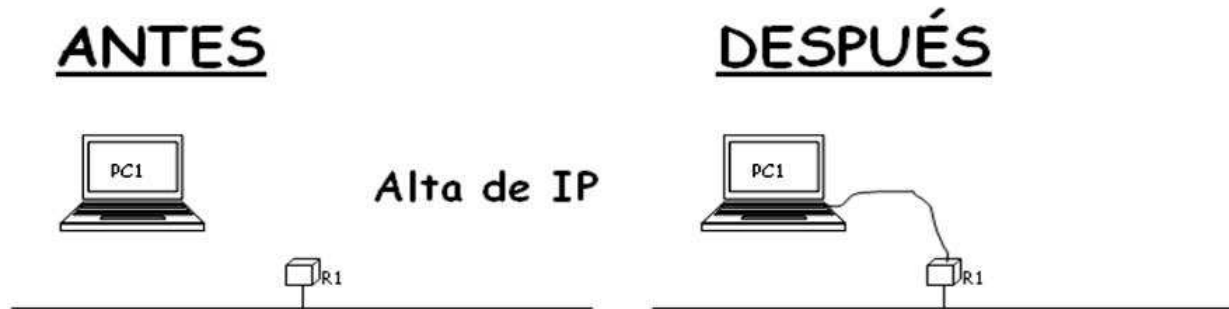 ANTES
DESPUÉS
PC1
Alta de IP
PC1
R1
R1